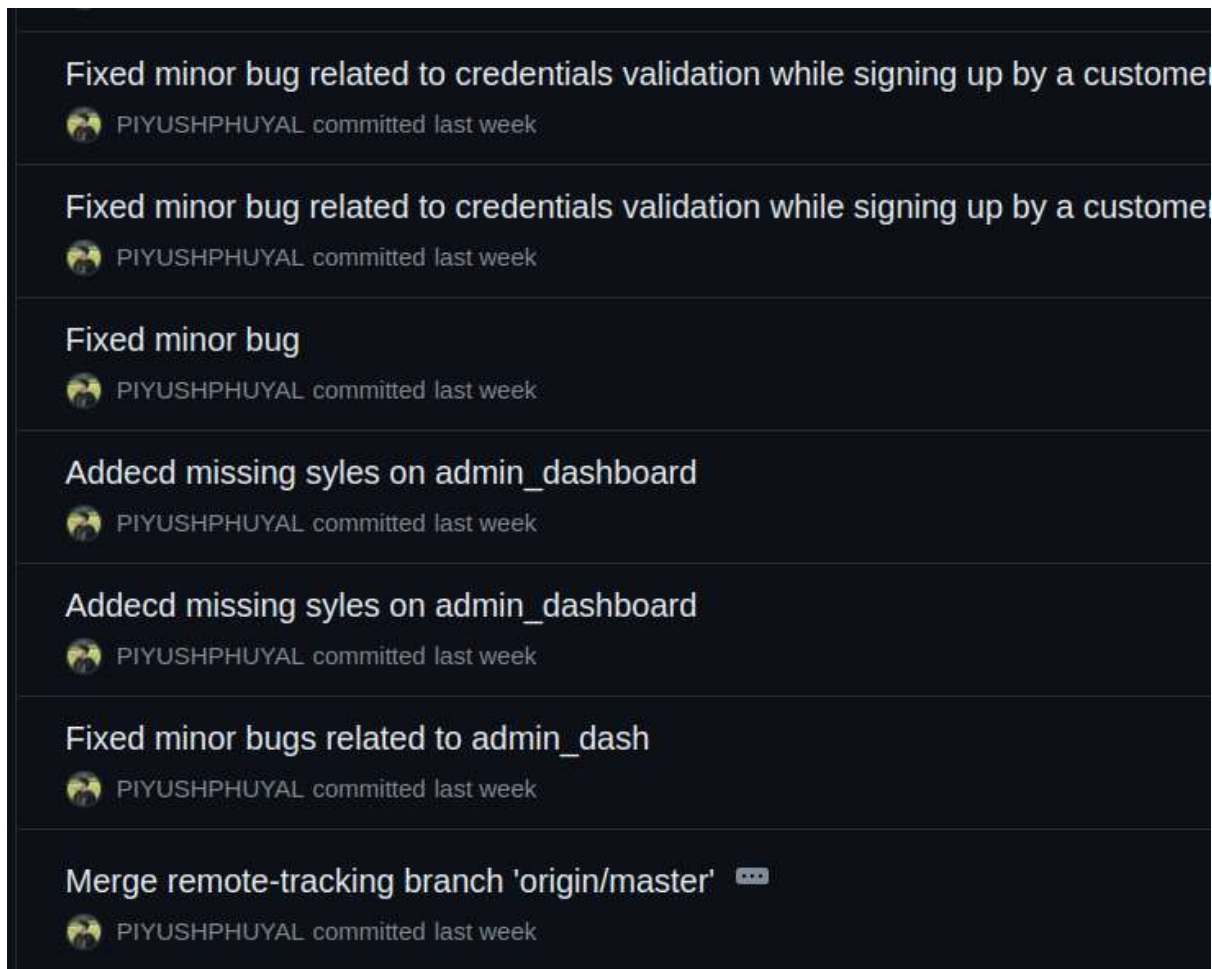 Fixed minor bug related to credentials validation while signing up by a customer
PIYUSHPHUYAL committed last week
Fixed minor bug related to credentials validation while signing up by a customer
PIYUSHPHUYAL committed last week
Fixed minor bug
PIYUSHPHUYAL committed last week
Addecd missing syles on admin_dashboard
PIYUSHPHUYAL committed last week
Addecd missing syles on admin_dashboard
PIYUSHPHUYAL committed last week
Fixed minor bugs related to admin_dash
PIYUSHPHUYAL committed last week
Merge remote-tracking branch 'origin/master'
PIYUSHPHUYAL committed last week